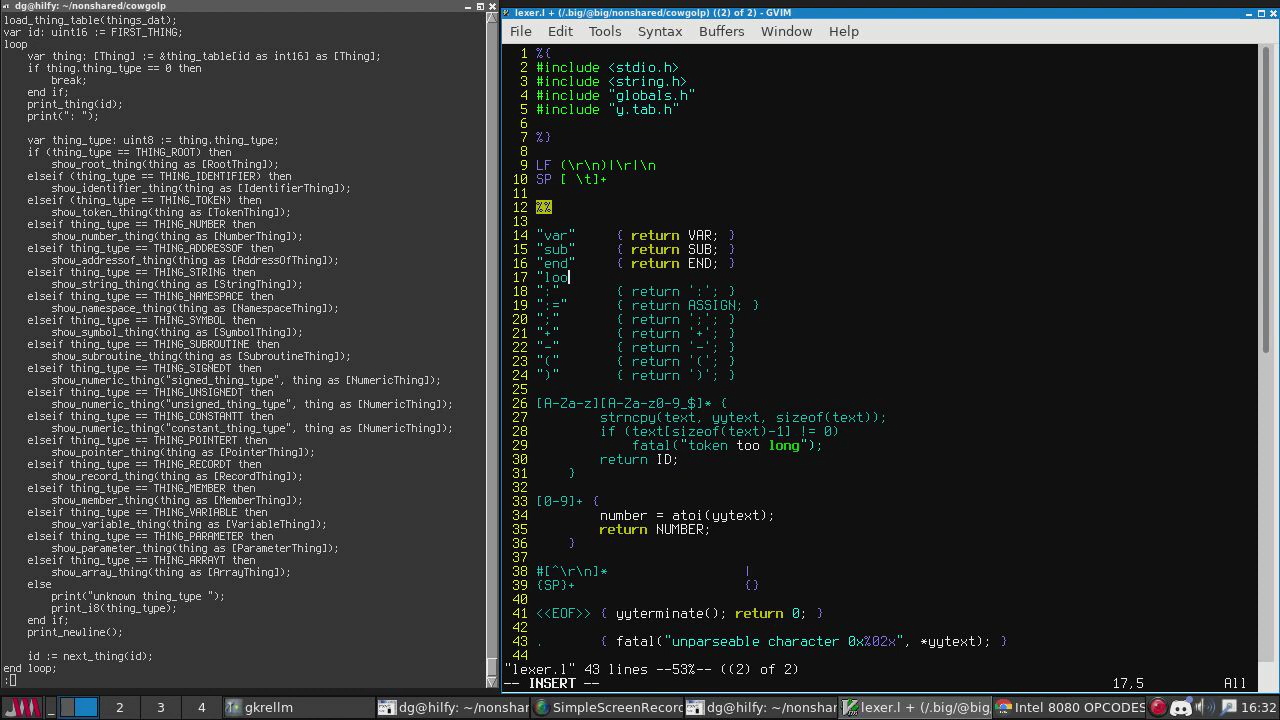 dg@hilfy: ~/nonshared/cowgolp
load_thing_table(things_dat);
var id: uint16 := FIRST_THING;
loop
    var thing: [Thing] := &thing_table[id as int16] as [Thing];
    if thing.thing_type == 0 then
        break;
    end if;
    print_thing(id);
    print(": ");

    var thing_type: uint8 := thing.thing_type;
    if (thing_type == THING_ROOT) then
        show_root_thing(thing as [RootThing]);
    elseif (thing_type == THING_IDENTIFIER) then
        show_identifier_thing(thing as [IdentifierThing]);
    elseif (thing_type == THING_TOKEN) then
        show_token_thing(thing as [TokenThing]);
    elseif thing_type == THING_NUMBER then
        show_number_thing(thing as [NumberThing]);
    elseif thing_type == THING_ADDRESSOF then
        show_addressof_thing(thing as [AddressOfThing]);
    elseif thing_type == THING_STRING then
        show_string_thing(thing as [StringThing]);
    elseif thing_type == THING_NAMESPACE then
        show_namespace_thing(thing as [NamespaceThing]);
    elseif thing_type == THING_SYMBOL then
        show_symbol_thing(thing as [SymbolThing]);
    elseif thing_type == THING_SUBROUTINE then
        show_subroutine_thing(thing as [SubroutineThing]);
    elseif thing_type == THING_SIGNEDT then
        show_numeric_thing("signed_thing_type", thing as [NumericThing]);
    elseif thing_type == THING_UNSIGNEDT then
        show_numeric_thing("unsigned_thing_type", thing as [NumericThing]);
    elseif thing_type == THING_CONSTANTT then
        show_numeric_thing("constant_thing_type", thing as [NumericThing]);
    elseif thing_type == THING_POINTERT then
        show_pointer_thing(thing as [PointerThing]);
    elseif thing_type == THING_RECORDT then
        show_record_thing(thing as [RecordThing]);
    elseif thing_type == THING_MEMBER then
        show_member_thing(thing as [MemberThing]);
    elseif thing_type == THING_VARIABLE then
        show_variable_thing(thing as [VariableThing]);
    elseif thing_type == THING_PARAMETER then
        show_parameter_thing(thing as [ParameterThing]);
    elseif thing_type == THING_ARRAYT then
        show_array_thing(thing as [ArrayThing]);
    else
        print("unknown thing_type ");
        print_i8(thing_type);
    end if;
    print_newline();

    id := next_thing(id);
end loop;
:
lexer.l + (/.big/@big/nonshared/cowgolp) ((2) of 2) - GVIM
File Edit Tools Syntax Buffers Window Help
1 %{
2 #include <stdio.h>
3 #include <string.h>
4 #include "globals.h"
5 #include "y.tab.h"
6
7 %}
8
9 LF (\r\n)|\r|\n
10 SP [ \t]+
11
12 %%
13
14 "var"     { return VAR; }
15 "sub"     { return SUB; }
16 "end"     { return END; }
17 "loo
18 ":"       { return ':'; }
19 ":="      { return ASSIGN; }
20 ";"       { return ';'; }
21 "+"       { return '+'; }
22 "-"       { return '-'; }
23 "("       { return '('; }
24 ")"       { return ')'; }
25
26 [A-Za-z][A-Za-z0-9_$]* {
27         strncpy(text, yytext, sizeof(text));
28         if (text[sizeof(text)-1] != 0)
29             fatal("token too long");
30         return ID;
31     }
32
33 [0-9]+ {
34         number = atoi(yytext);
35         return NUMBER;
36     }
37
38 #[^\r\n]*                 |
39 {SP}+                     {}
40
41 <<EOF>> { yyterminate(); return 0; }
42
43 .       { fatal("unparseable character 0x%02x", *yytext); }
44
"lexer.l" 43 lines --53%-- ((2) of 2)
-- INSERT -- 17,5 All
2 3 4 gkrellm dg@hilfy: ~/nonshar SimpleScreenRecord dg@hilfy: ~/nonshar lexer.l + (/.big/@big/ Intel 8080 OPCODES 16:32